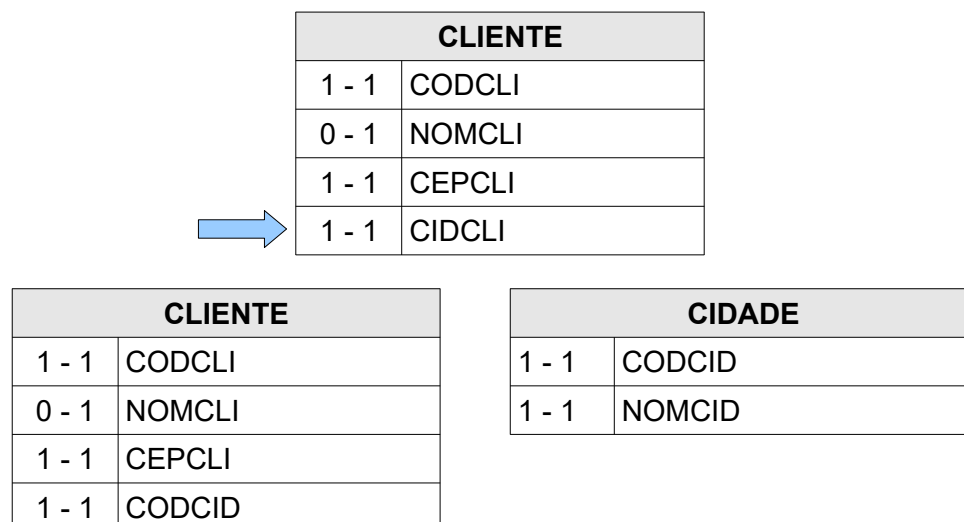 CLIENTE
1 - 1 CODCLI
0 - 1 NOMCLI
1 - 1 CEPCLI
1 - 1 CIDCLI
CLIENTE
1 - 1 CODCLI
0 - 1 NOMCLI
1 - 1 CEPCLI
1 - 1 CODCID
CIDADE
1 - 1 CODCID
1 - 1 NOMCID